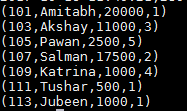 (101,Amitabh,20000,1)
(103,Akshay,11000,3)
(105,Pawan,2500,5)
(107,Salman,17500,2)
(109,Katrina,1000,4)
(111,Tushar,500,1)
(113,Jubeen,1000,1)